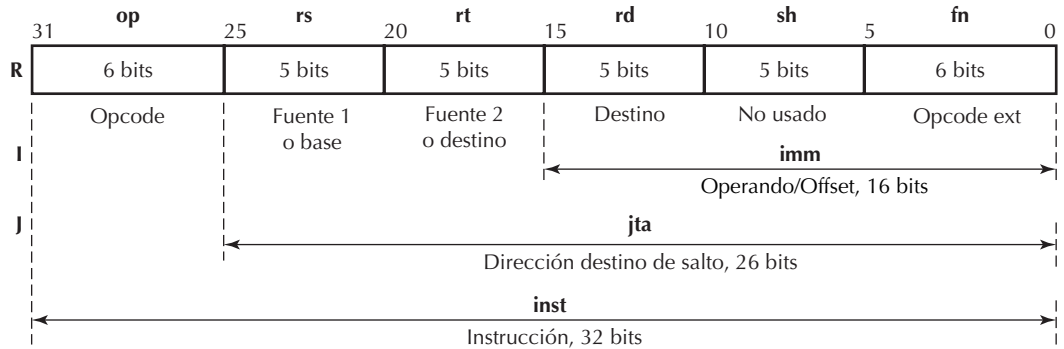 op rs rt rd sh fn
31 25 20 15 10 5 0
R 6 bits 5 bits 5 bits 5 bits 5 bits 6 bits
Opcode Fuente 1 Fuente 2 Destino No usado Opcode ext
o base o destino
I imm
Operando/Offset, 16 bits
J jta
Dirección destino de salto, 26 bits
inst
Instrucción, 32 bits